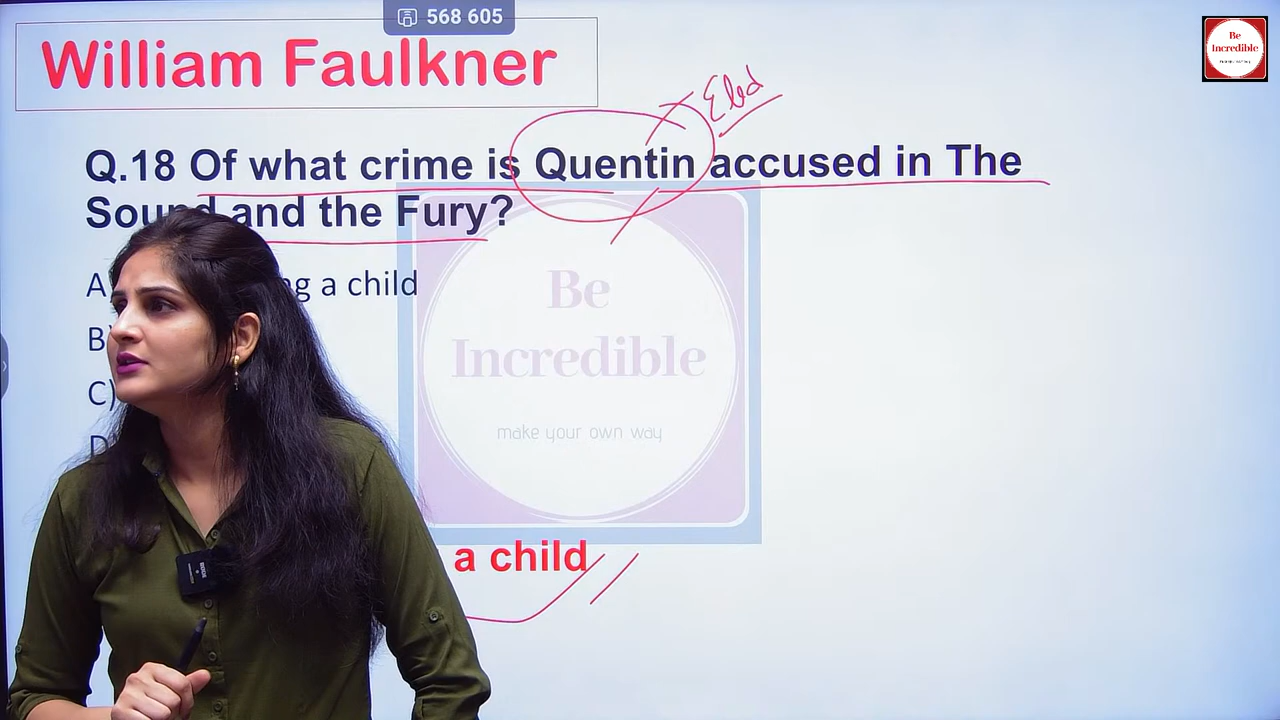 568 605
William Faulkner
Be
Incredible
Eld
Q.18 Of what crime is Quentin accused in The
Sound and the Fury?
A
a child
B)
C)
D
Be
Incredible
make your own way
a child